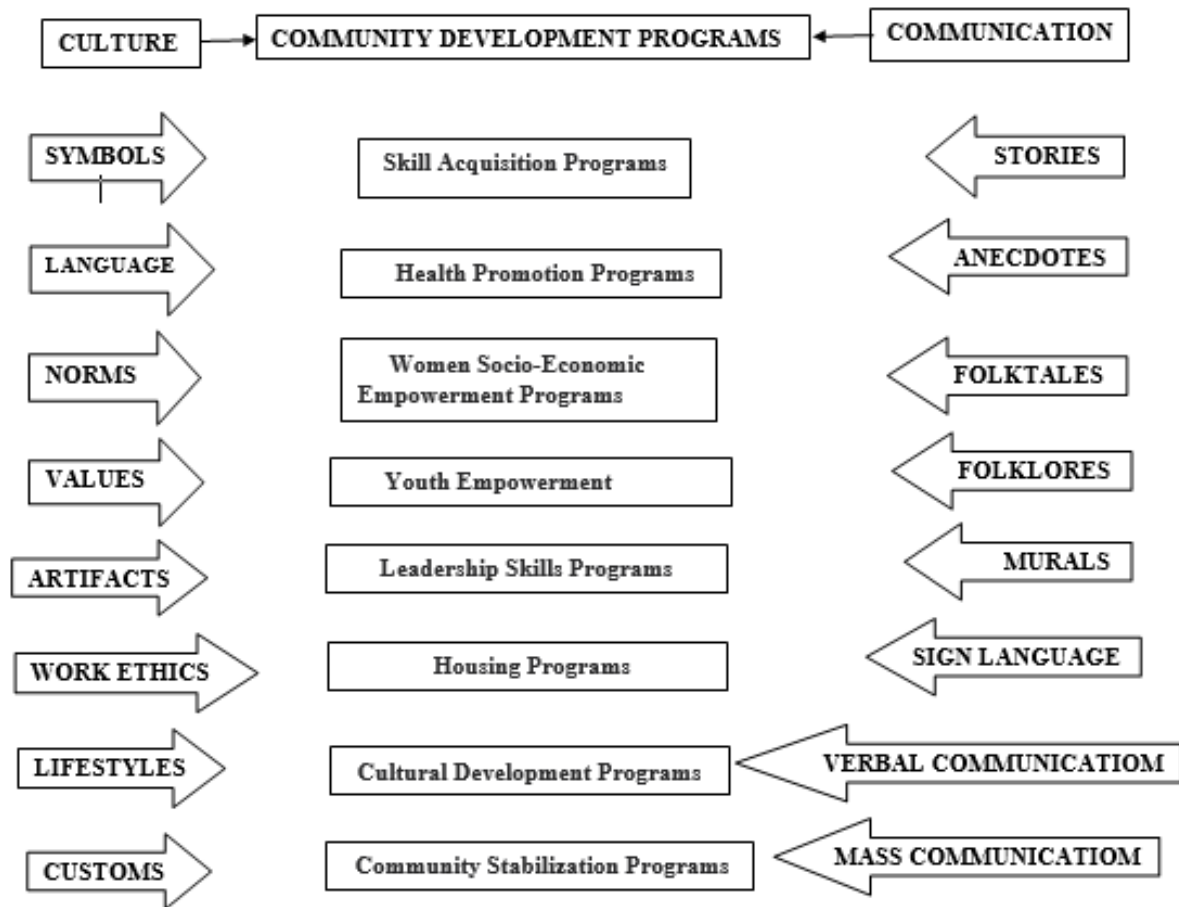 CULTURE
COMMUNITY DEVELOPMENT PROGRAMS
COMMUNICATION
SYMBOLS
Skill Acquisition Programs
STORIES
LANGUAGE
Health Promotion Programs
ANECDOTES
NORMS
Women Socio-Economic
Empowerment Programs
FOLKTALES
VALUES
Youth Empowerment
FOLKLORES
ARTIFACTS
Leadership Skills Programs
MURALS
WORK ETHICS
Housing Programs
SIGN LANGUAGE
LIFESTYLES
Cultural Development Programs
VERBAL COMMUNICATIOM
CUSTOMS
Community Stabilization Programs
MASS COMMUNICATIOM